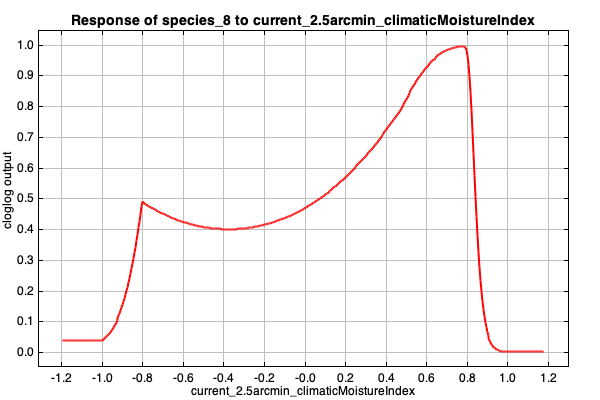 Response of species_8 to current_2.5arcmin_climaticMoistureIndex
cloglog output
1.0
0.9
0.8
0.7
0.6
0.5
0.4
0.3
0.2
0.1
0.0
-1.2 -1.0 -0.8 -0.6 -0.4 -0.2 -0.0 0.2 0.4 0.6 0.8 1.0 1.2
current_2.5arcmin_climaticMoistureIndex